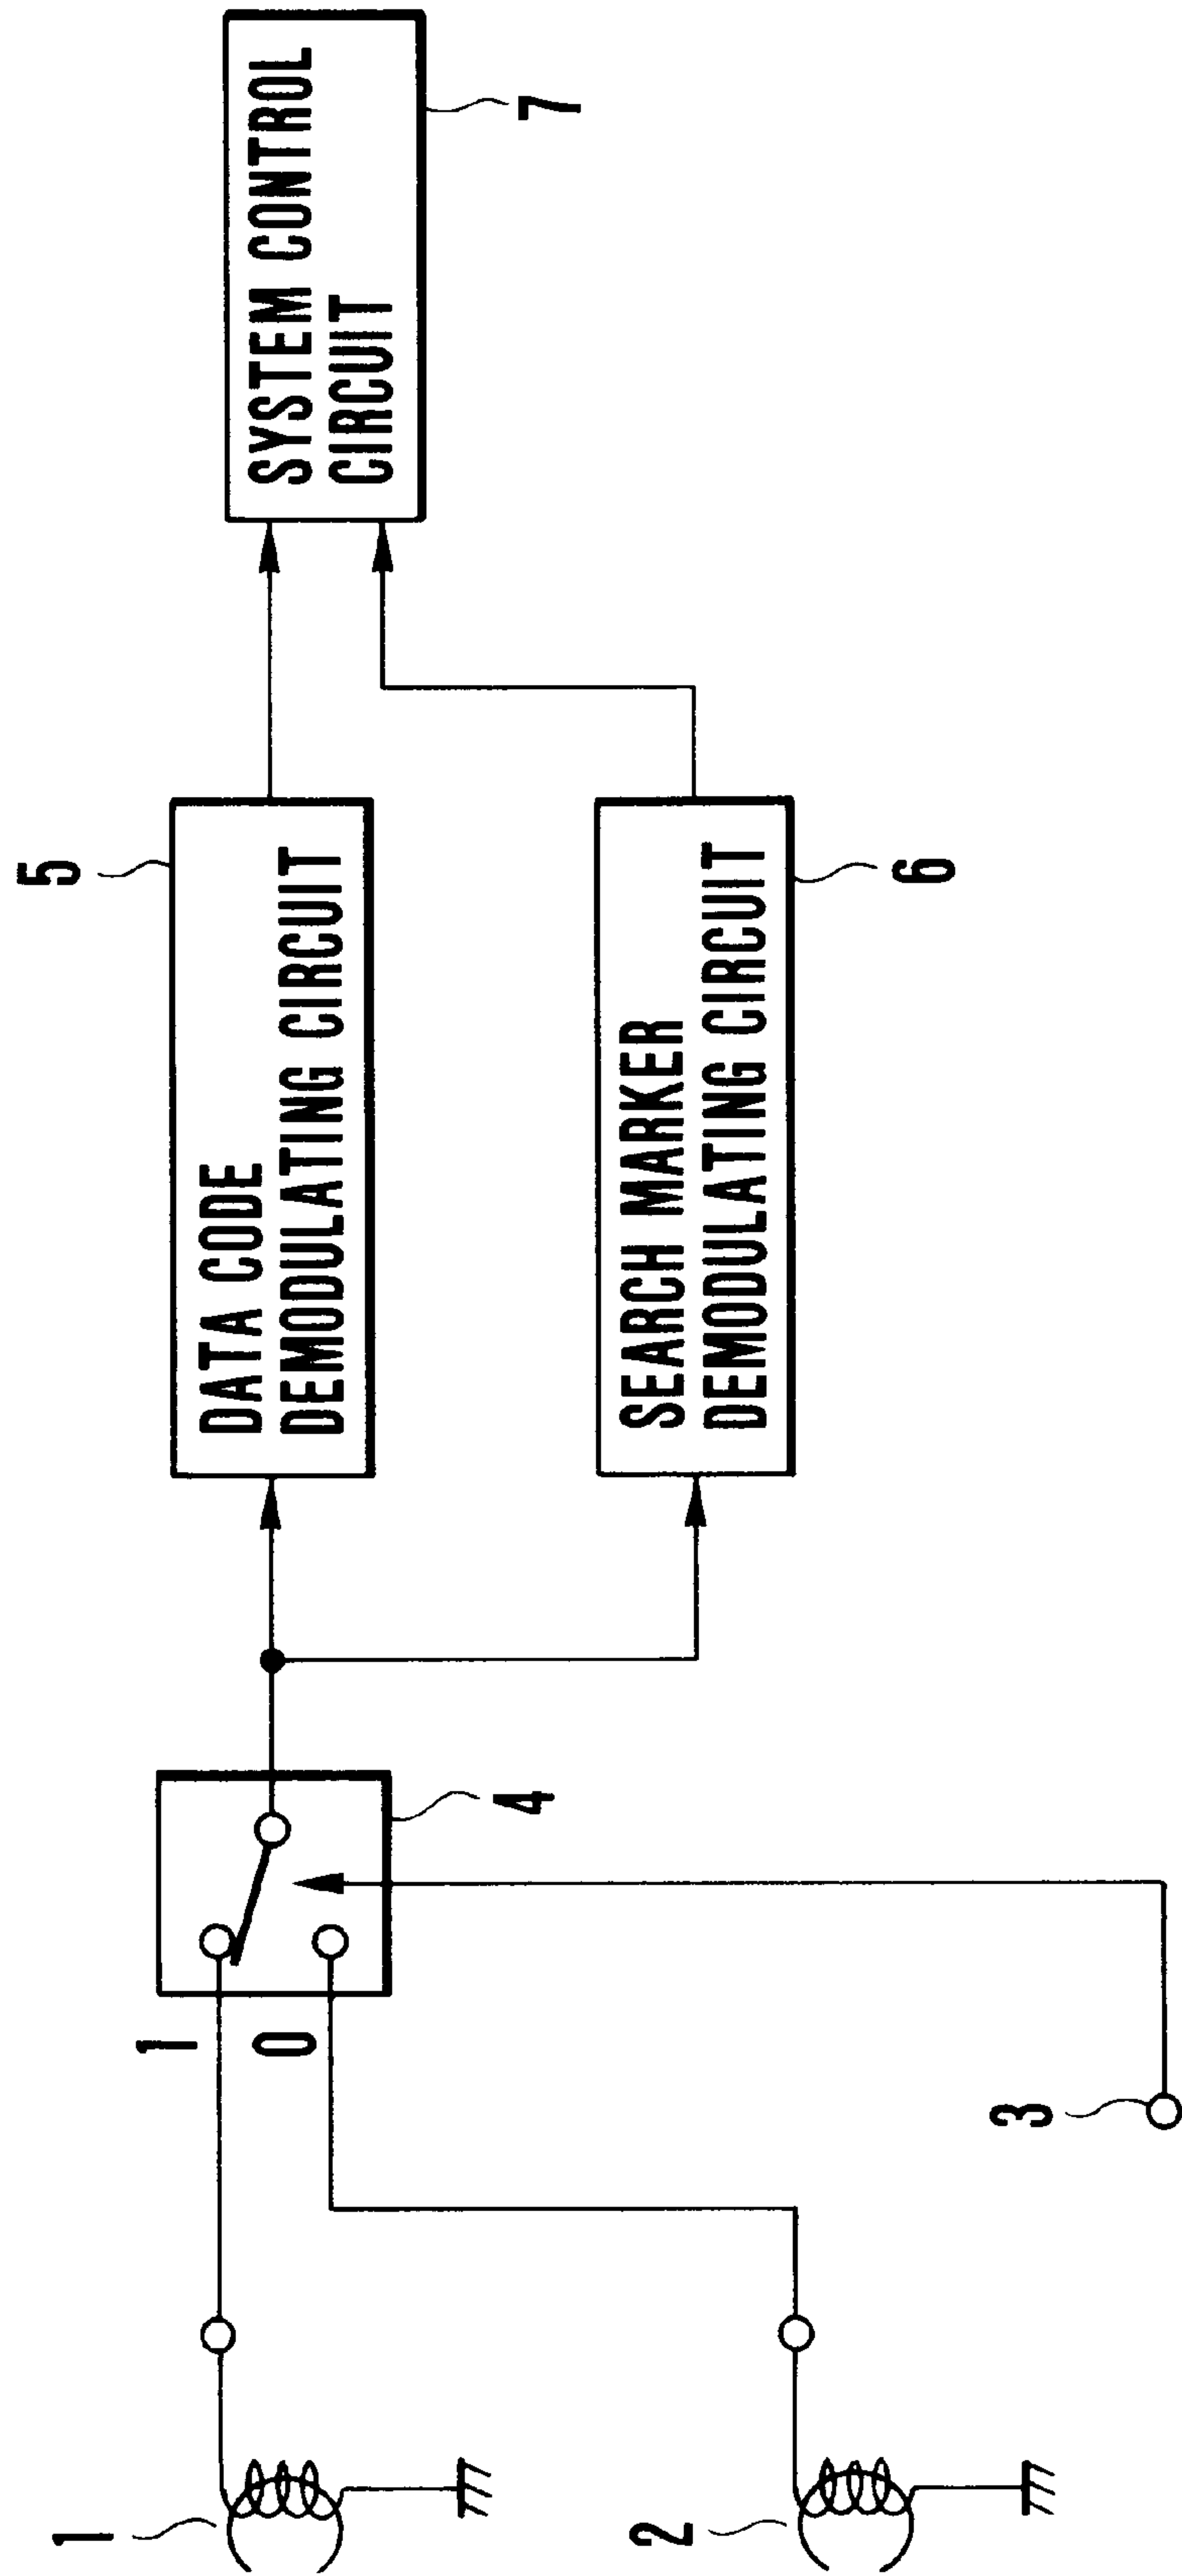 1
2
3
1
0
4
DATA CODE
DEMODULATING CIRCUIT
5
SEARCH MARKER
DEMODULATING CIRCUIT
6
SYSTEM CONTROL
CIRCUIT
7